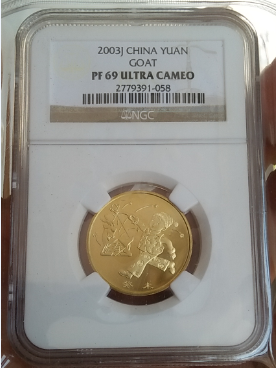 2003J CHINA YUAN
GOAT
PF 69 ULTRA CAMEO
2779391-058
NGC